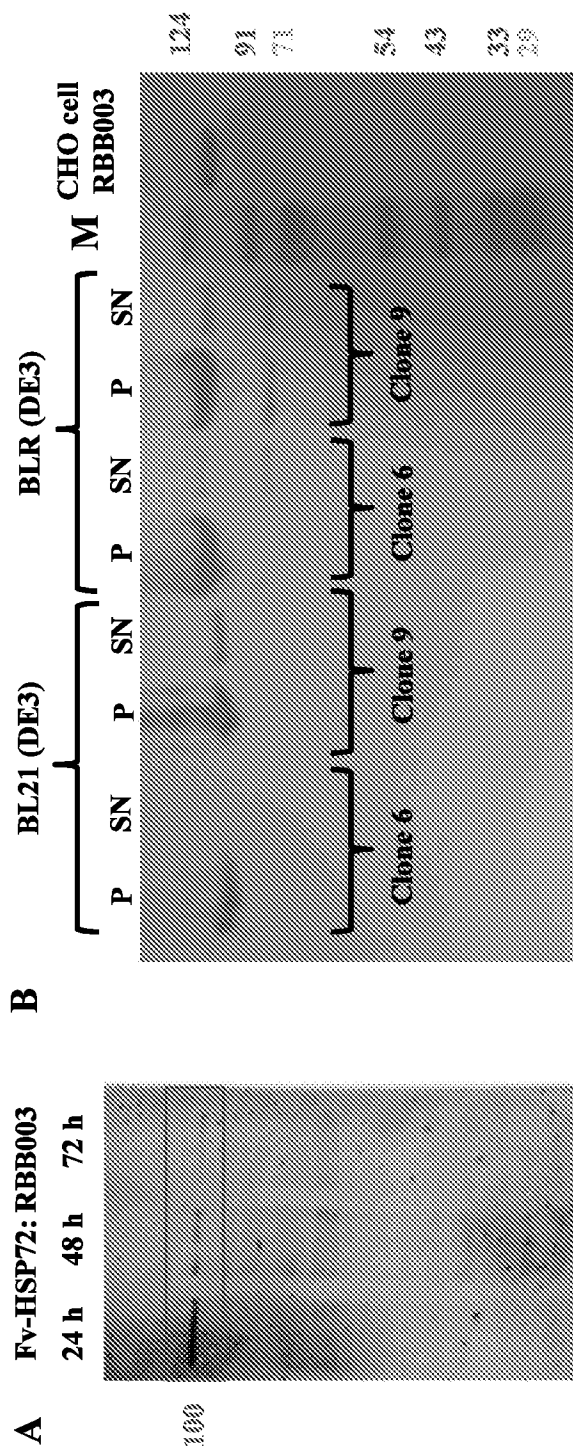 A
Fv-HSP72: RBB003
24 h 48 h 72 h
100
B
BL21 (DE3) BLR (DE3)
P SN P SN P SN P SN M CHO cell RBB003
Clone 6 Clone 9 Clone 6 Clone 9
124
91
71
54
43
33
29